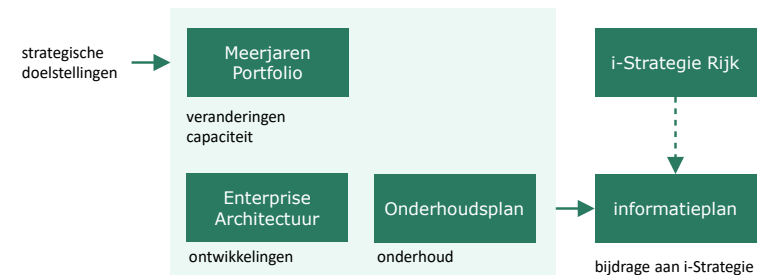 strategische
doelstellingen
Meerjaren
Portfolio
veranderingen
capaciteit
i-Strategie Rijk
Enterprise
Architectuur
ontwikkelingen
Onderhoudsplan
onderhoud
informatieplan
bijdrage aan i-Strategie